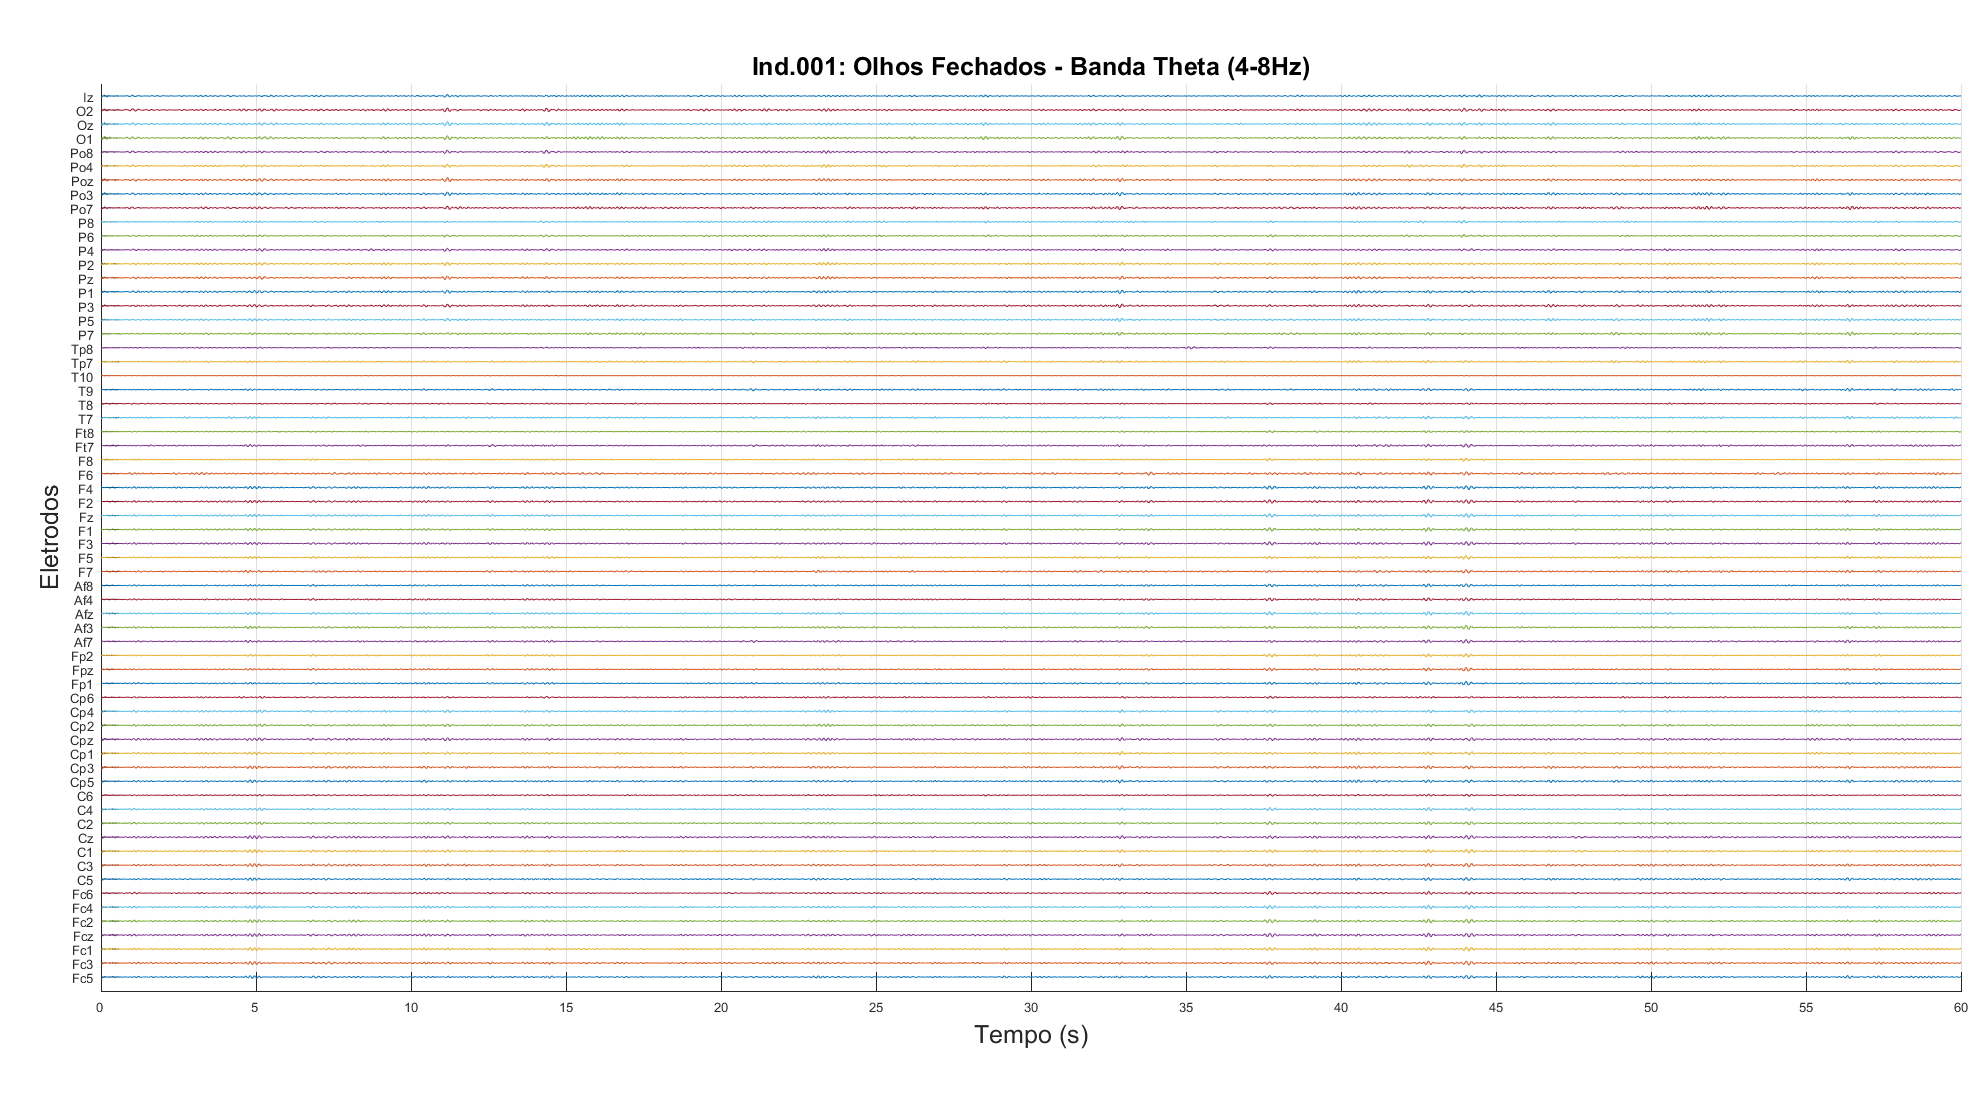 Ind.001: Olhos Fechados - Banda Theta (4-8Hz)
Iz
O2
Oz
O1
Po8
Po4
Poz
Po3
Po7
P8
P6
P4
P2
Pz
P1
P3
P5
P7
Tp8
Tp7
T10
T9
T8
T7
Ft8
Ft7
F8
F6
F4
F2
Fz
F1
F3
F5
F7
Af8
Af4
Afz
Af3
Af7
Fp2
Fpz
Fp1
Cp6
Cp4
Cp2
Cpz
Cp1
Cp3
Cp5
C6
C4
C2
Cz
C1
C3
C5
Fc6
Fc4
Fc2
Fcz
Fc1
Fc3
Fc5
Eletrodos
0 5 10 15 20 25 30 35 40 45 50 55 60
Tempo (s)